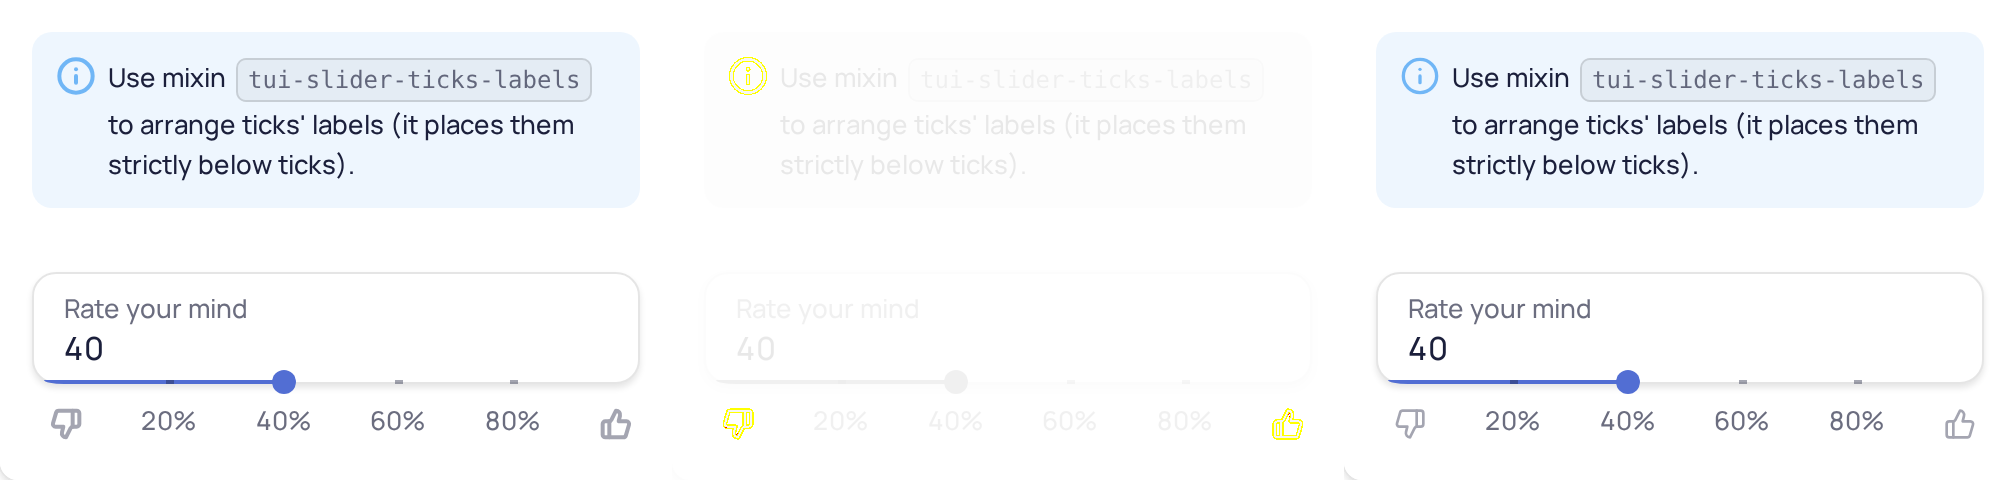 Use mixin tui-slider-ticks-labels
to arrange ticks' labels (it places them
strictly below ticks).
Rate your mind
40
20% 40% 60% 80%
Use mixin tui-slider-ticks-labels
to arrange ticks' labels (it places them
strictly below ticks).
Rate your mind
40
20% 40% 60% 80%
Use mixin tui-slider-ticks-labels
to arrange ticks' labels (it places them
strictly below ticks).
Rate your mind
40
20% 40% 60% 80%